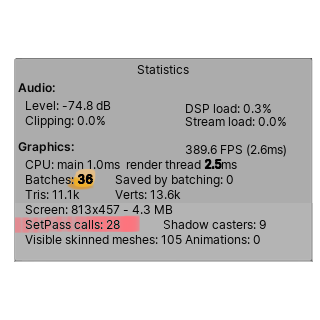 Statistics
Audio:
Level: -74.8 dB DSP load: 0.3%
Clipping: 0.0% Stream load: 0.0%
Graphics: 389.6 FPS (2.6ms)
CPU: main 1.0ms render thread 2.5ms
Batches: 36 Saved by batching: 0
Tris: 11.1k Verts: 13.6k
Screen: 813x457 - 4.3 MB
SetPass calls: 28 Shadow casters: 9
Visible skinned meshes: 105 Animations: 0